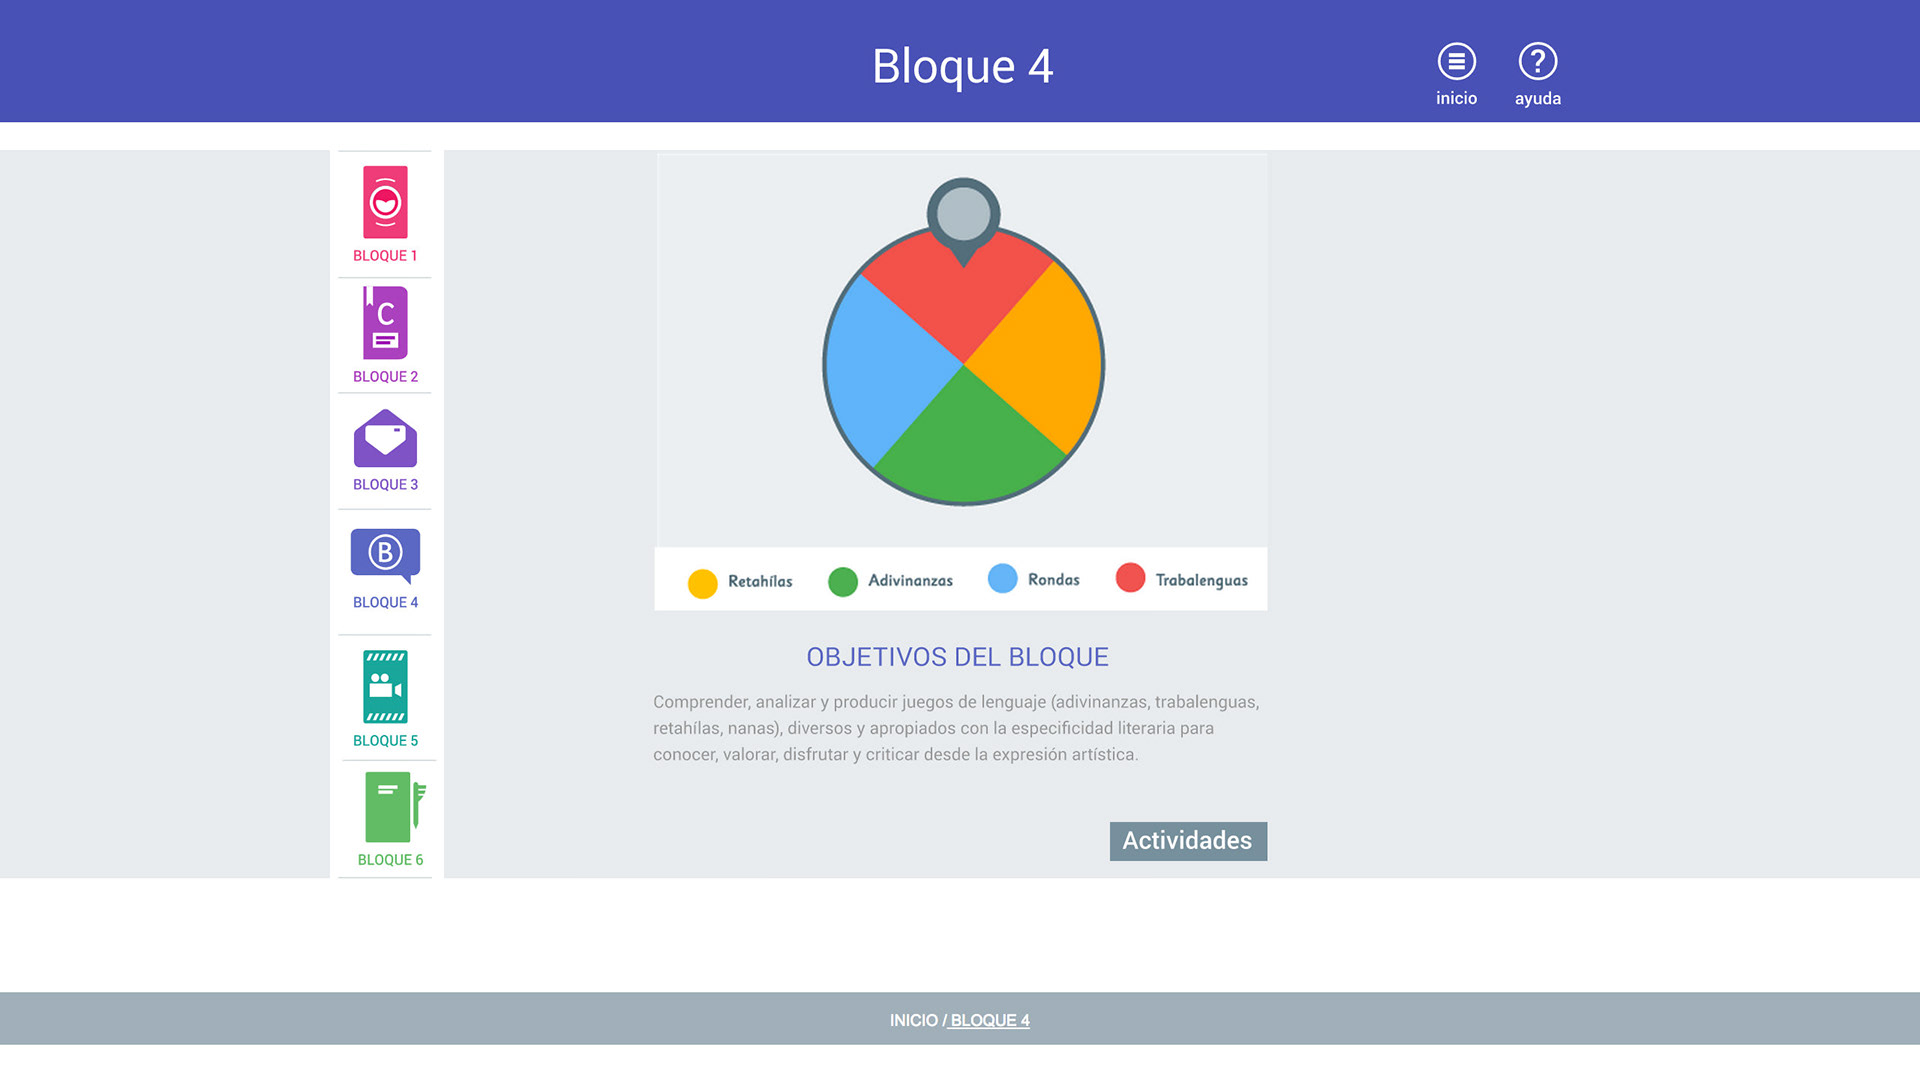 Bloque 4
inicio
ayuda
BLOQUE 1
C
BLOQUE 2
BLOQUE 3
B
BLOQUE 4
BLOQUE 5
BLOQUE 6
Retahílas
Adivinanzas
Rondas
Trabalenguas
OBJETIVOS DEL BLOQUE
Comprender, analizar y producir juegos de lenguaje (adivinanzas, trabalenguas,
retahílas, nanas), diversos y apropiados con la especificidad literaria para
conocer, valorar, disfrutar y criticar desde la expresión artística.
Actividades
INICIO / BLOQUE 4